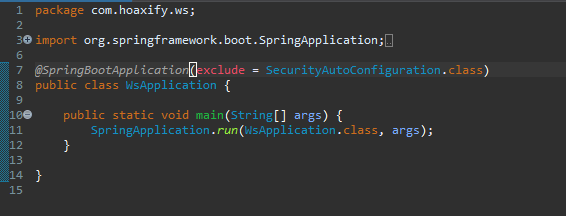 1 package com.hoaxify.ws;
2
3 import org.springframework.boot.SpringApplication;
6
7 @SpringBootApplication(exclude = SecurityAutoConfiguration.class)
8 public class WsApplication {
9
10 public static void main(String[] args) {
11 SpringApplication.run(WsApplication.class, args);
12 }
13
14 }
15